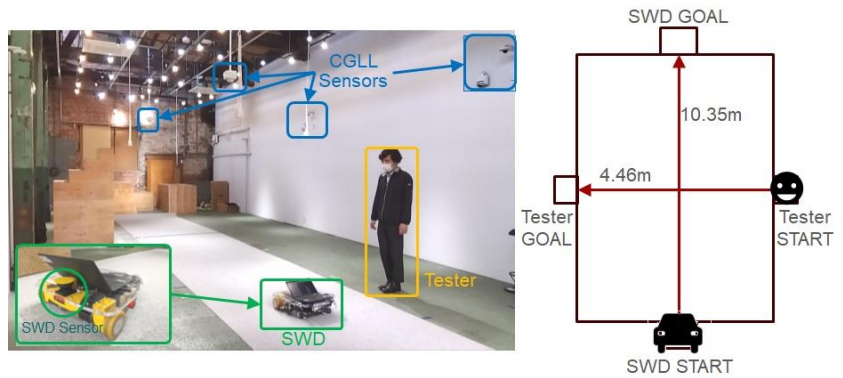 CGLL
Sensors
Tester
SWD Sensor
SWD
SWD GOAL
10.35m
4.46m
Tester
GOAL
Tester
START
SWD START